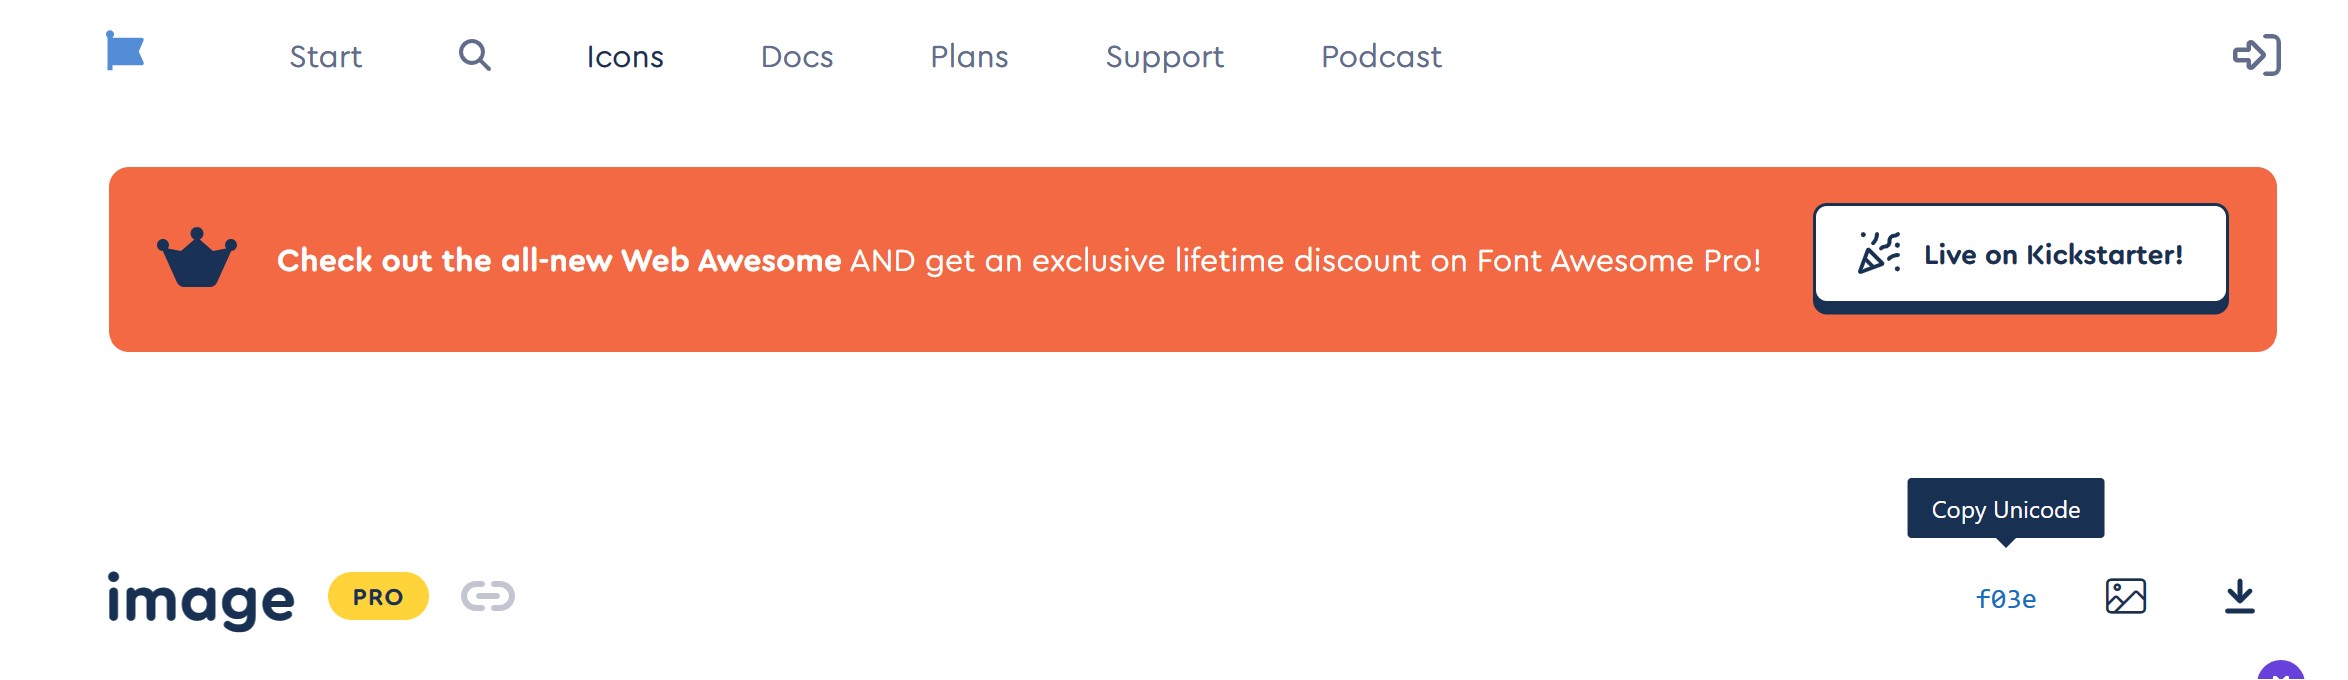 Start Icons Docs Plans Support Podcast
Check out the all-new Web Awesome AND get an exclusive lifetime discount on Font Awesome Pro!
Live on Kickstarter!
Copy Unicode
image PRO
f03e